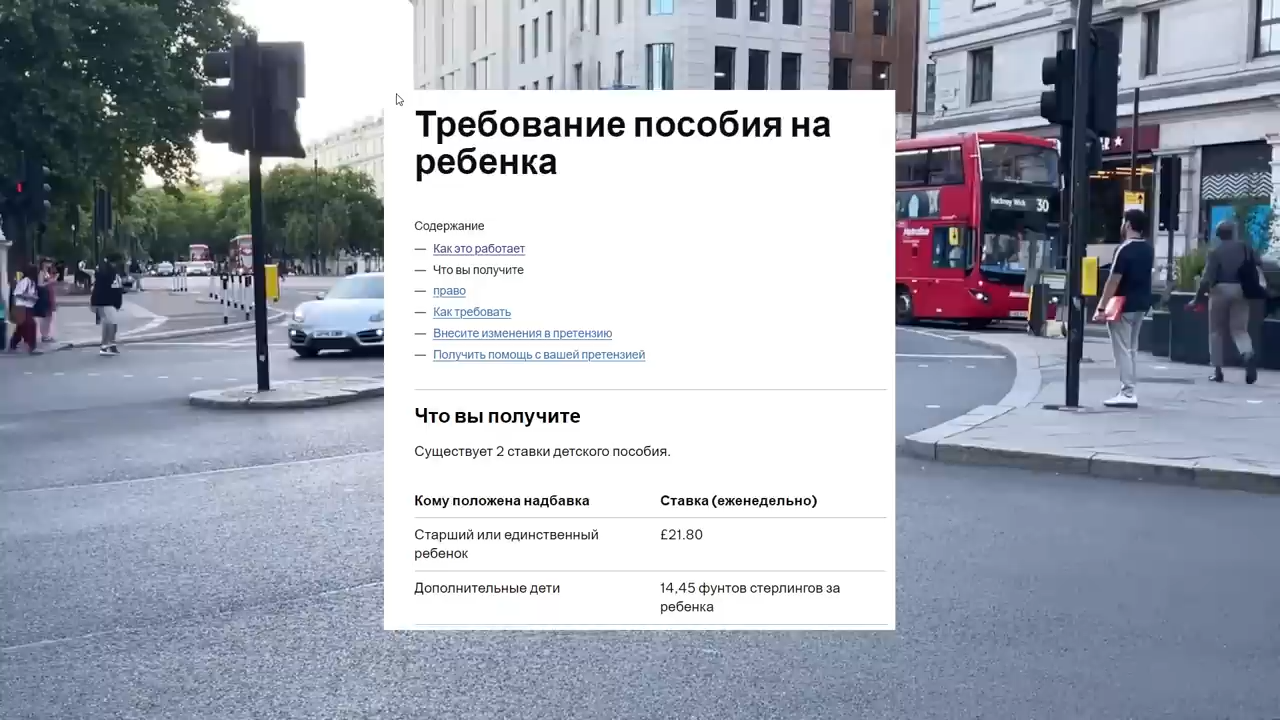 Требование пособия на
ребенка
Содержание
— Как это работает
— Что вы получите
— право
— Как требовать
— Внесите изменения в претензию
— Получить помощь с вашей претензией
Что вы получите
Существует 2 ставки детского пособия.
Кому положена надбавка Ставка (еженедельно)
Старший или единственный £21.80
ребенок
Дополнительные дети 14,45 фунтов стерлингов за
ребенка
Hackney Wick 30
Metroline